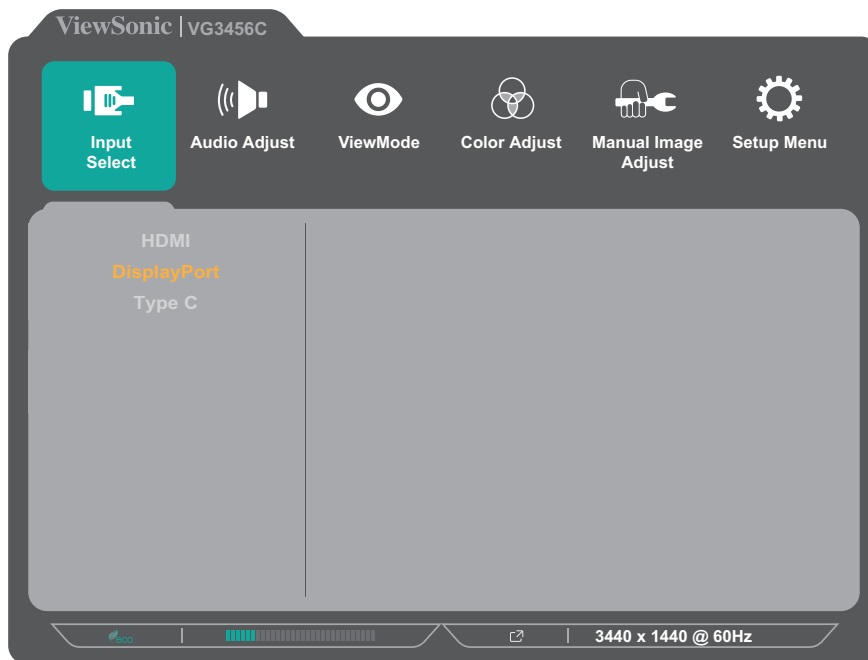 ViewSonic | VG3456C
Input
Select
Audio Adjust
ViewMode
Color Adjust
Manual Image
Adjust
Setup Menu
HDMI
DisplayPort
Type C
eco
3440 x 1440 @ 60Hz